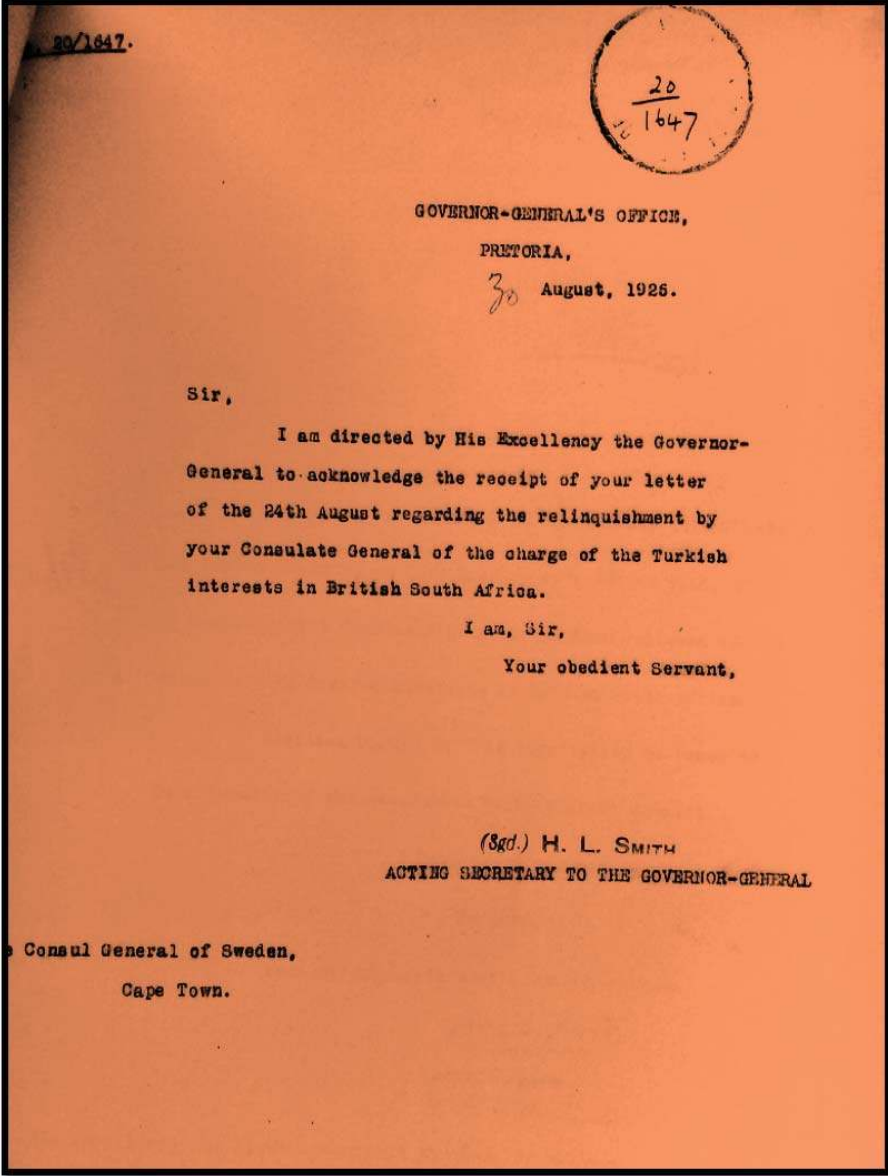 20/1647.
20
1647
GOVERNOR-GENERAL'S OFFICE,
PRETORIA,
30 August, 1926.
Sir,
I am directed by His Excellency the Governor-
General to acknowledge the receipt of your letter
of the 24th August regarding the relinquishment by
your Consulate General of the charge of the Turkish
interests in British South Africa.
I am, Sir,
Your obedient Servant,
(Sgd.) H. L. SMITH
ACTING SECRETARY TO THE GOVERNOR-GENERAL
e Consul General of Sweden,
Cape Town.